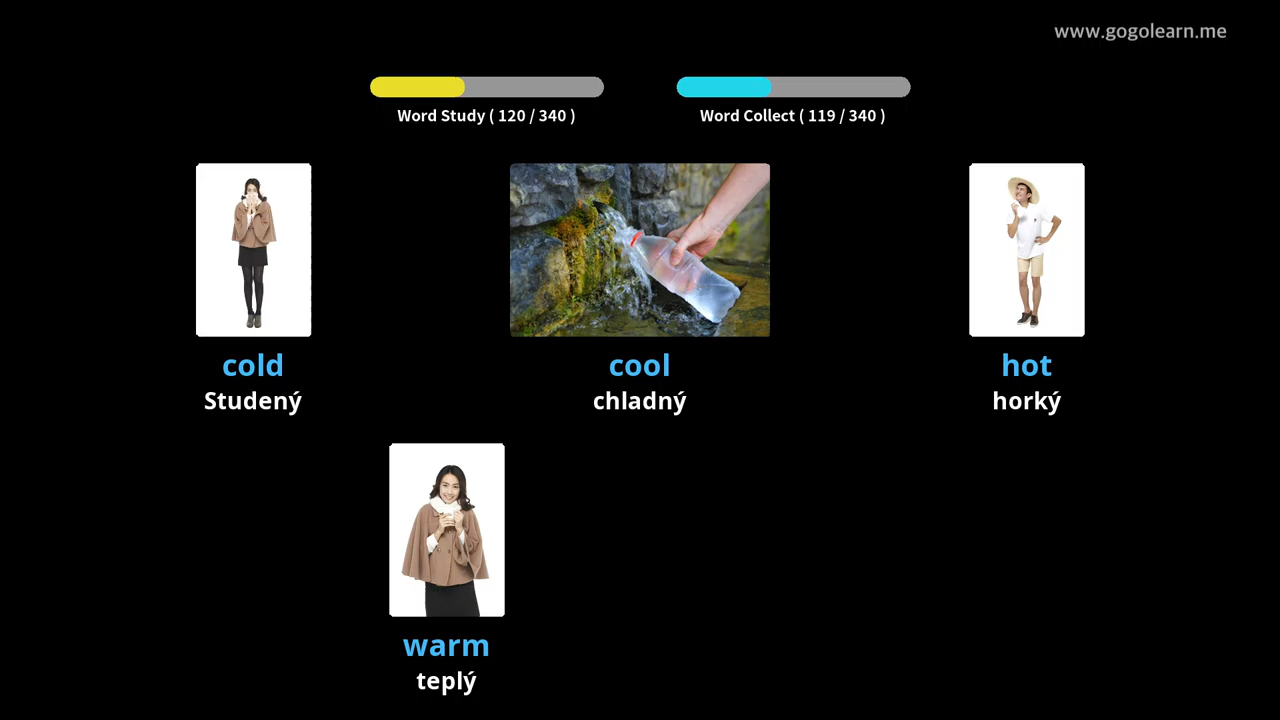 www.gogolearn.me
Word Study ( 120 / 340 )
Word Collect ( 119 / 340 )
cold
Studený
cool
chladný
hot
horký
warm
teplý